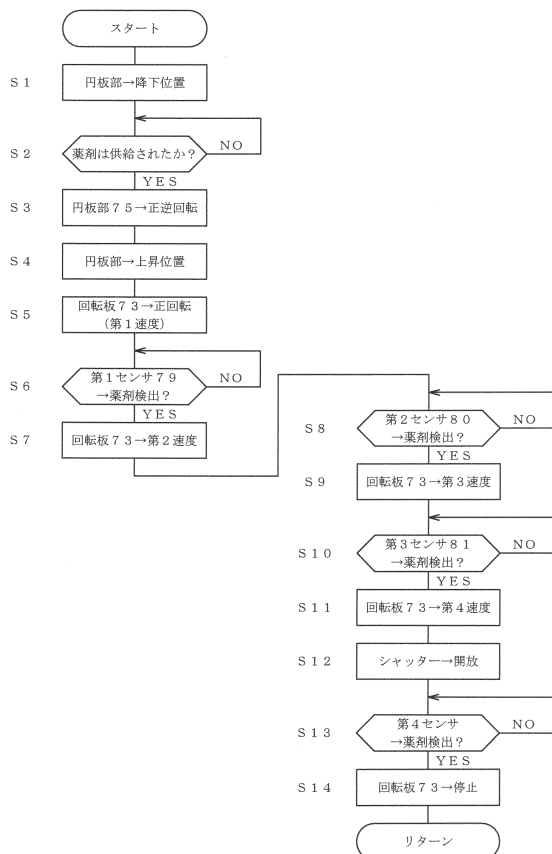 スタート
S1
円板部→降下位置
S2
薬剤は供給されたか？
NO
YES
S3
円板部７５→正逆回転
S4
円板部→上昇位置
S5
回転板７３→正回転
（第１速度）
S6
第１センサ７９
→薬剤検出？
NO
YES
S7
回転板７３→第２速度
S8
第２センサ８０
→薬剤検出？
NO
YES
S9
回転板７３→第３速度
S10
第３センサ８１
→薬剤検出？
NO
YES
S11
回転板７３→第４速度
S12
シャッター→開放
S13
第４センサ
→薬剤検出？
NO
YES
S14
回転板７３→停止
リターン